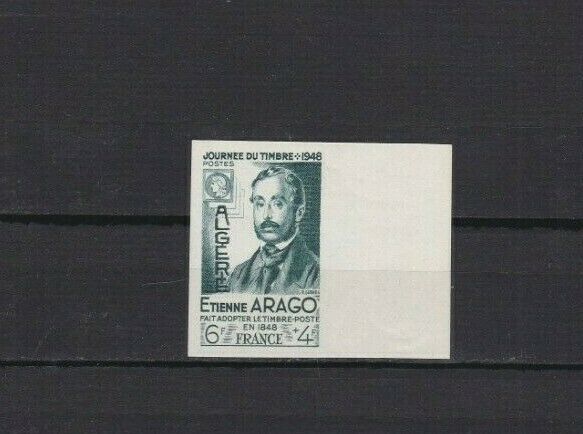 JOURNEE DU TIMBRE + 1948
POSTES
ALGERIE
ETIENNE ARAGO
FAIT ADOPTER LE TIMBRE-POSTE
EN 1848
6F FRANCE +4F